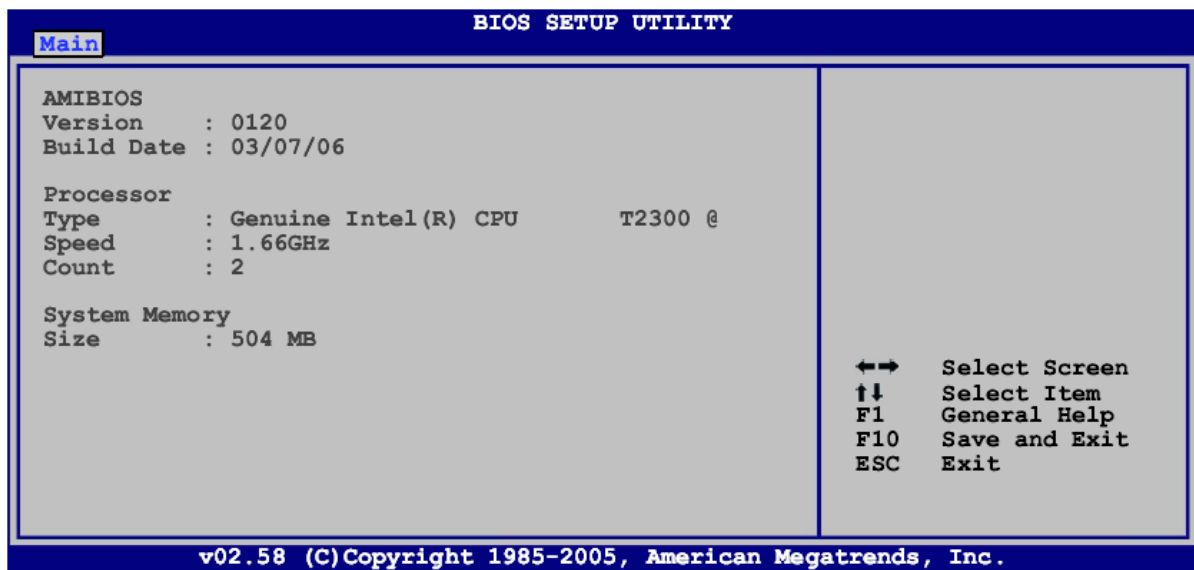 BIOS SETUP UTILITY
Main
AMIBIOS
Version : 0120
Build Date : 03/07/06
Processor
Type : Genuine Intel(R) CPU T2300 @
Speed : 1.66GHz
Count : 2
System Memory
Size : 504 MB
←→ Select Screen
↑↓ Select Item
F1 General Help
F10 Save and Exit
ESC Exit
v02.58 (C)Copyright 1985-2005, American Megatrends, Inc.